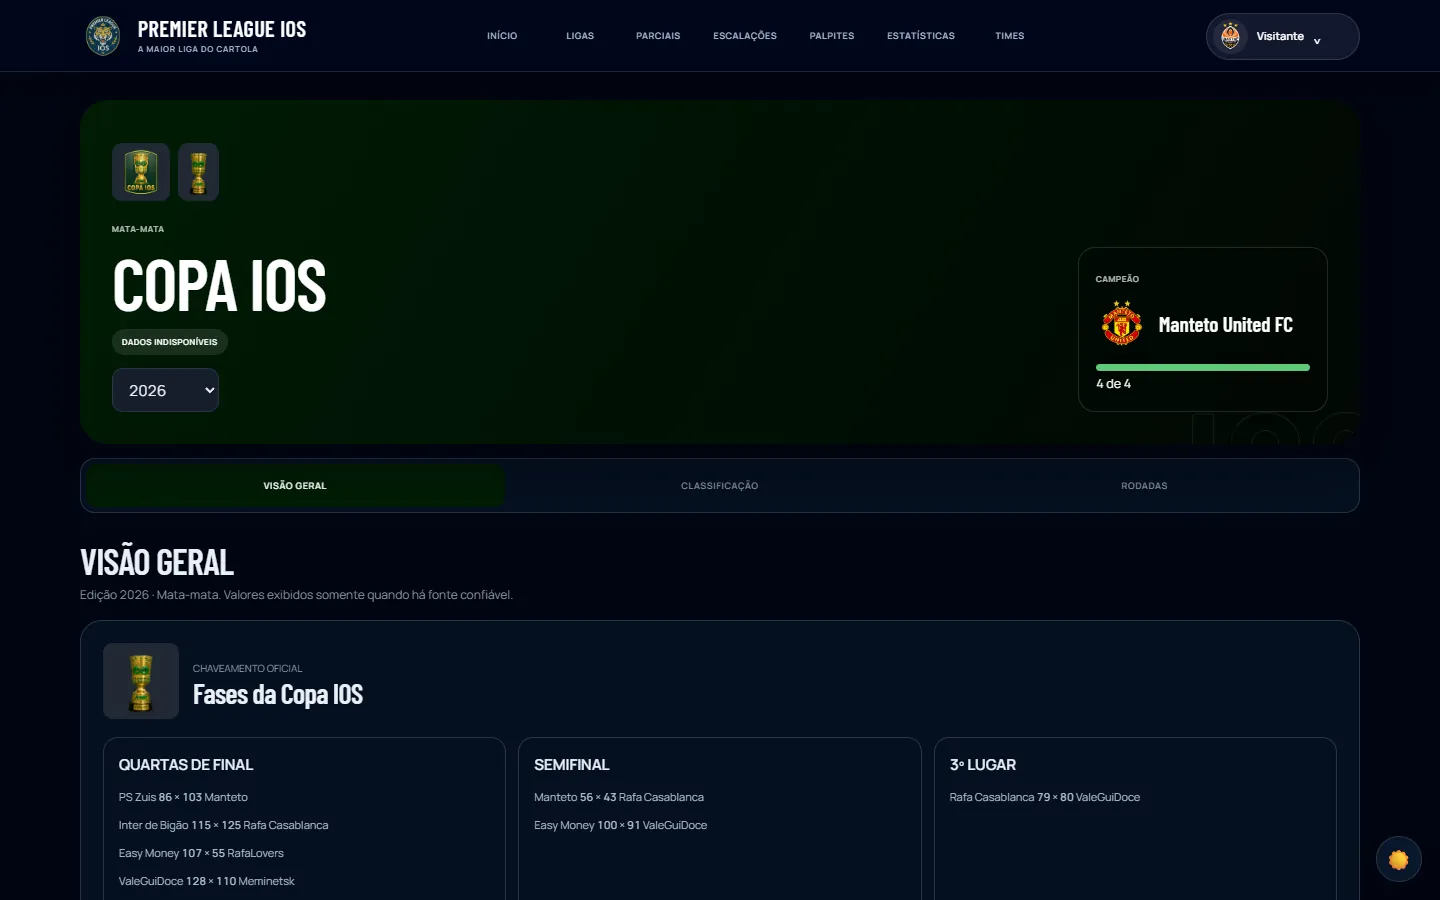 PREMIER LEAGUE IOS
A MAIOR LIGA DO CARTOLA
INÍCIO
LIGAS
PARCIAIS
ESCALAÇÕES
PALPITES
ESTATÍSTICAS
TIMES
Visitante
COPA IOS
MATA-MATA
COPA IOS
DADOS INDISPONÍVEIS
2026
CAMPEÃO
Manteto United FC
4 de 4
VISÃO GERAL
CLASSIFICAÇÃO
RODADAS
VISÃO GERAL
Edição 2026 · Mata-mata. Valores exibidos somente quando há fonte confiável.
CHAVEAMENTO OFICIAL
Fases da Copa IOS
QUARTAS DE FINAL
PS Zuis 86 × 103 Manteto
Inter de Bigão 115 × 125 Rafa Casablanca
Easy Money 107 × 55 RafaLovers
ValeGuiDoce 128 × 110 Meminetsk
SEMIFINAL
Manteto 56 × 43 Rafa Casablanca
Easy Money 100 × 91 ValeGuiDoce
3º LUGAR
Rafa Casablanca 79 × 80 ValeGuiDoce